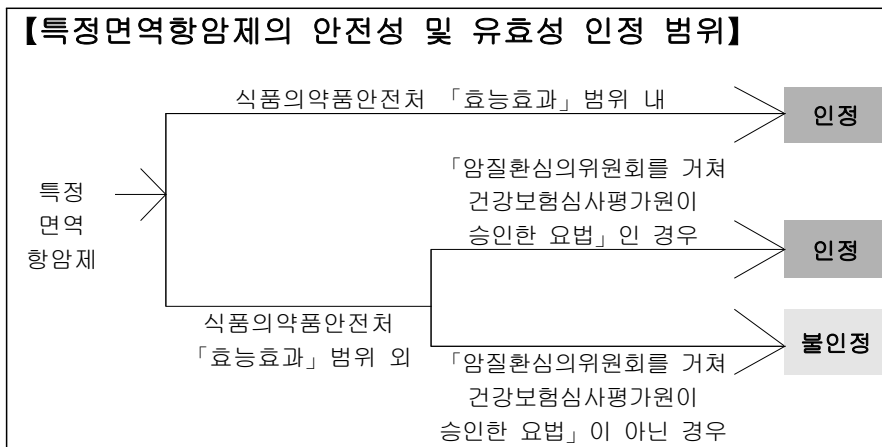 【특정면역항암제의 안전성 및 유효성 인정 범위】
식품의약품안전처 「효능효과」범위 내
인정
특정
면역
항암제
「암질환심의위원회를 거쳐
건강보험심사평가원이
승인한 요법」인 경우
인정
식품의약품안전처
「효능효과」범위 외
불인정
「암질환심의위원회를 거쳐
건강보험심사평가원이
승인한 요법」이 아닌 경우